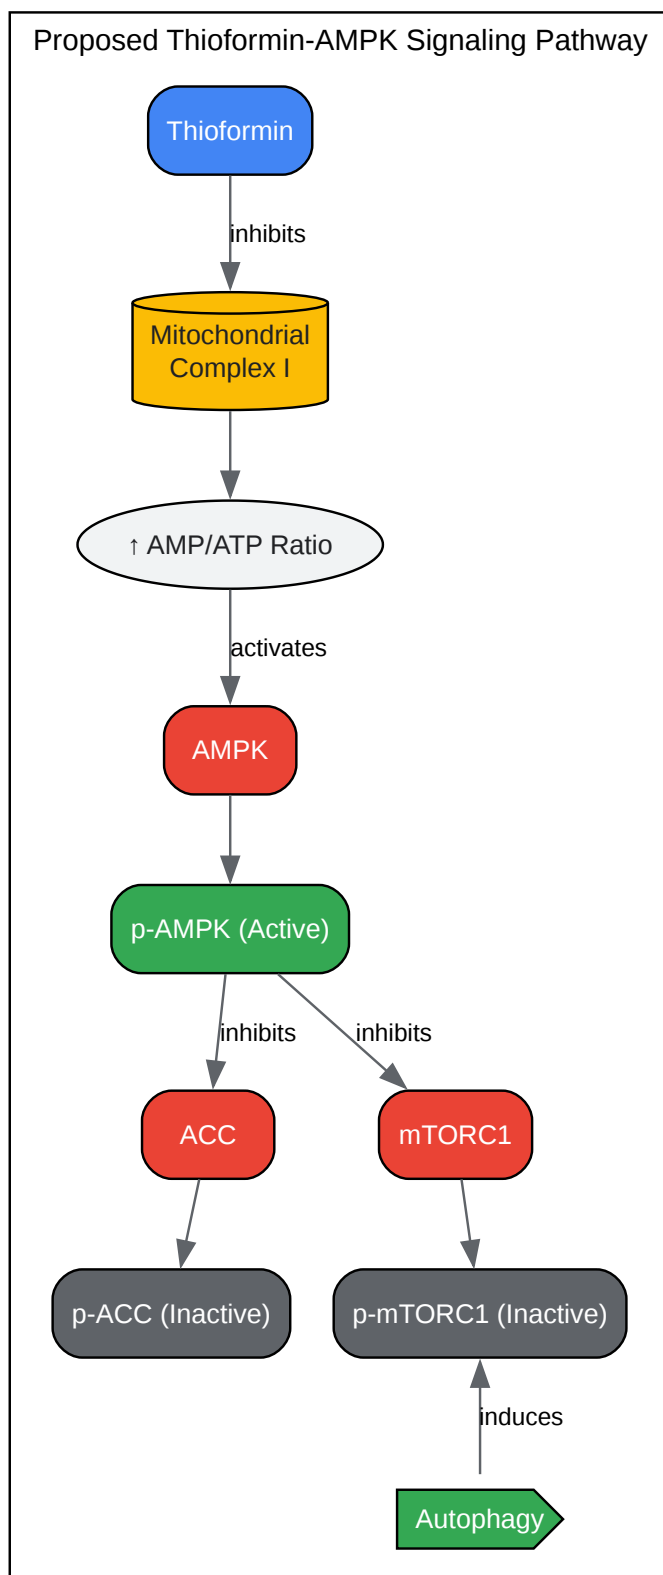 Proposed Thioformin-AMPK Signaling Pathway
Thioformin
inhibits
Mitochondrial
Complex I
↑ AMP/ATP Ratio
activates
AMPK
p-AMPK (Active)
inhibits
inhibits
ACC
mTORC1
p-ACC (Inactive)
p-mTORC1 (Inactive)
induces
Autophagy